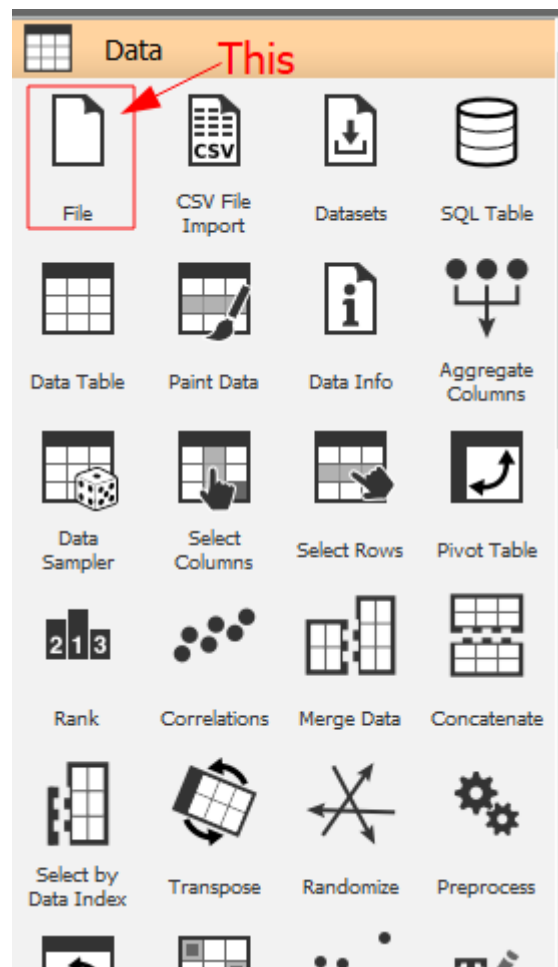 Data
This
CSV
File
CSV File
Import
Datasets
SQL Table
Data Table
Paint Data
Data Info
Aggregate
Columns
Data
Sampler
Select
Columns
Select Rows
Pivot Table
2 1 3
Rank
Correlations
Merge Data
Concatenate
Select by
Data Index
Transpose
Randomize
Preprocess